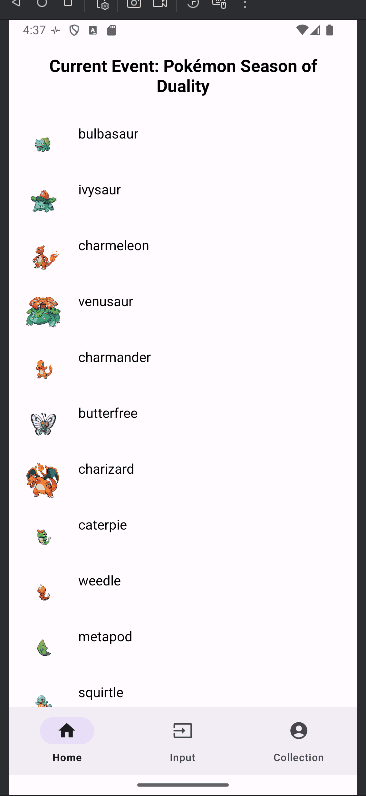 4:37
Current Event: Pokémon Season of
Duality
bulbasaur
ivysaur
charmeleon
venusaur
charmander
butterfree
charizard
caterpie
weedle
metapod
squirtle
Home
Input
Collection